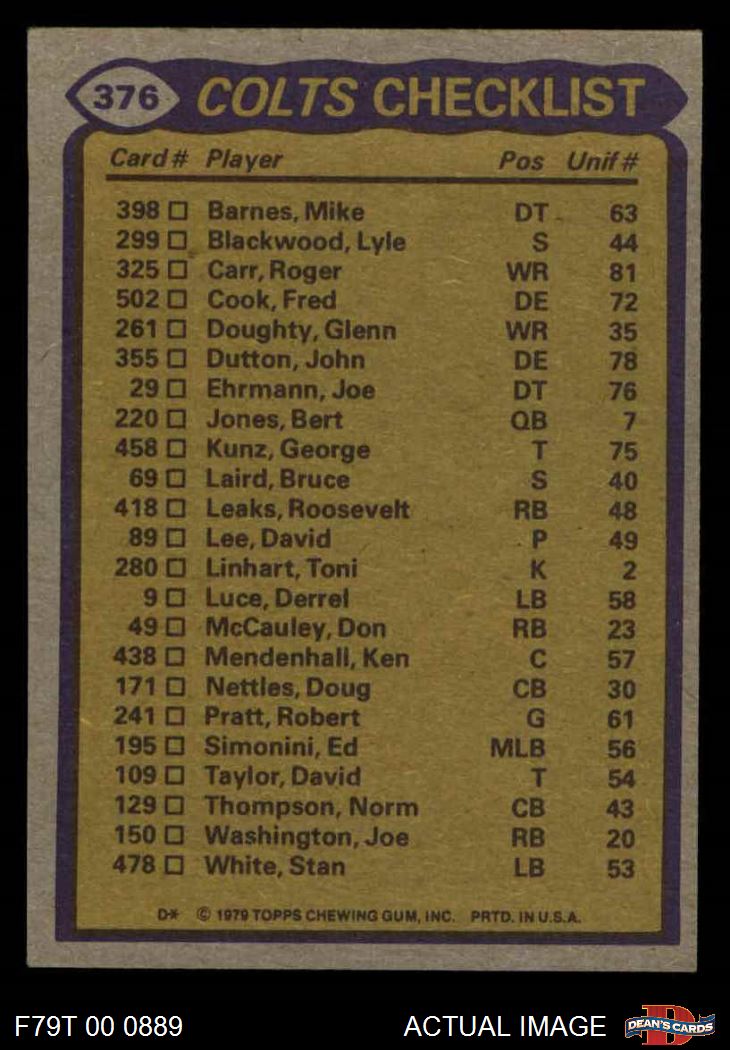 376 COLTS CHECKLIST
Card # Player Pos Unif #
398 □ Barnes, Mike DT 63
299 □ Blackwood, Lyle S 44
325 □ Carr, Roger WR 81
502 □ Cook, Fred DE 72
261 □ Doughty, Glenn WR 35
355 □ Dutton, John DE 78
29 □ Ehrmann, Joe DT 76
220 □ Jones, Bert QB 7
458 □ Kunz, George T 75
69 □ Laird, Bruce S 40
418 □ Leaks, Roosevelt RB 48
89 □ Lee, David P 49
280 □ Linhart, Toni K 2
9 □ Luce, Derrel LB 58
49 □ McCauley, Don RB 23
438 □ Mendenhall, Ken C 57
171 □ Nettles, Doug CB 30
241 □ Pratt, Robert G 61
195 □ Simonini, Ed MLB 56
109 □ Taylor, David T 54
129 □ Thompson, Norm CB 43
150 □ Washington, Joe RB 20
478 □ White, Stan LB 53
D* © 1979 TOPPS CHEWING GUM, INC. PRTD. IN U.S.A.
F79T 00 0889 ACTUAL IMAGE D DEAN'S CARDS